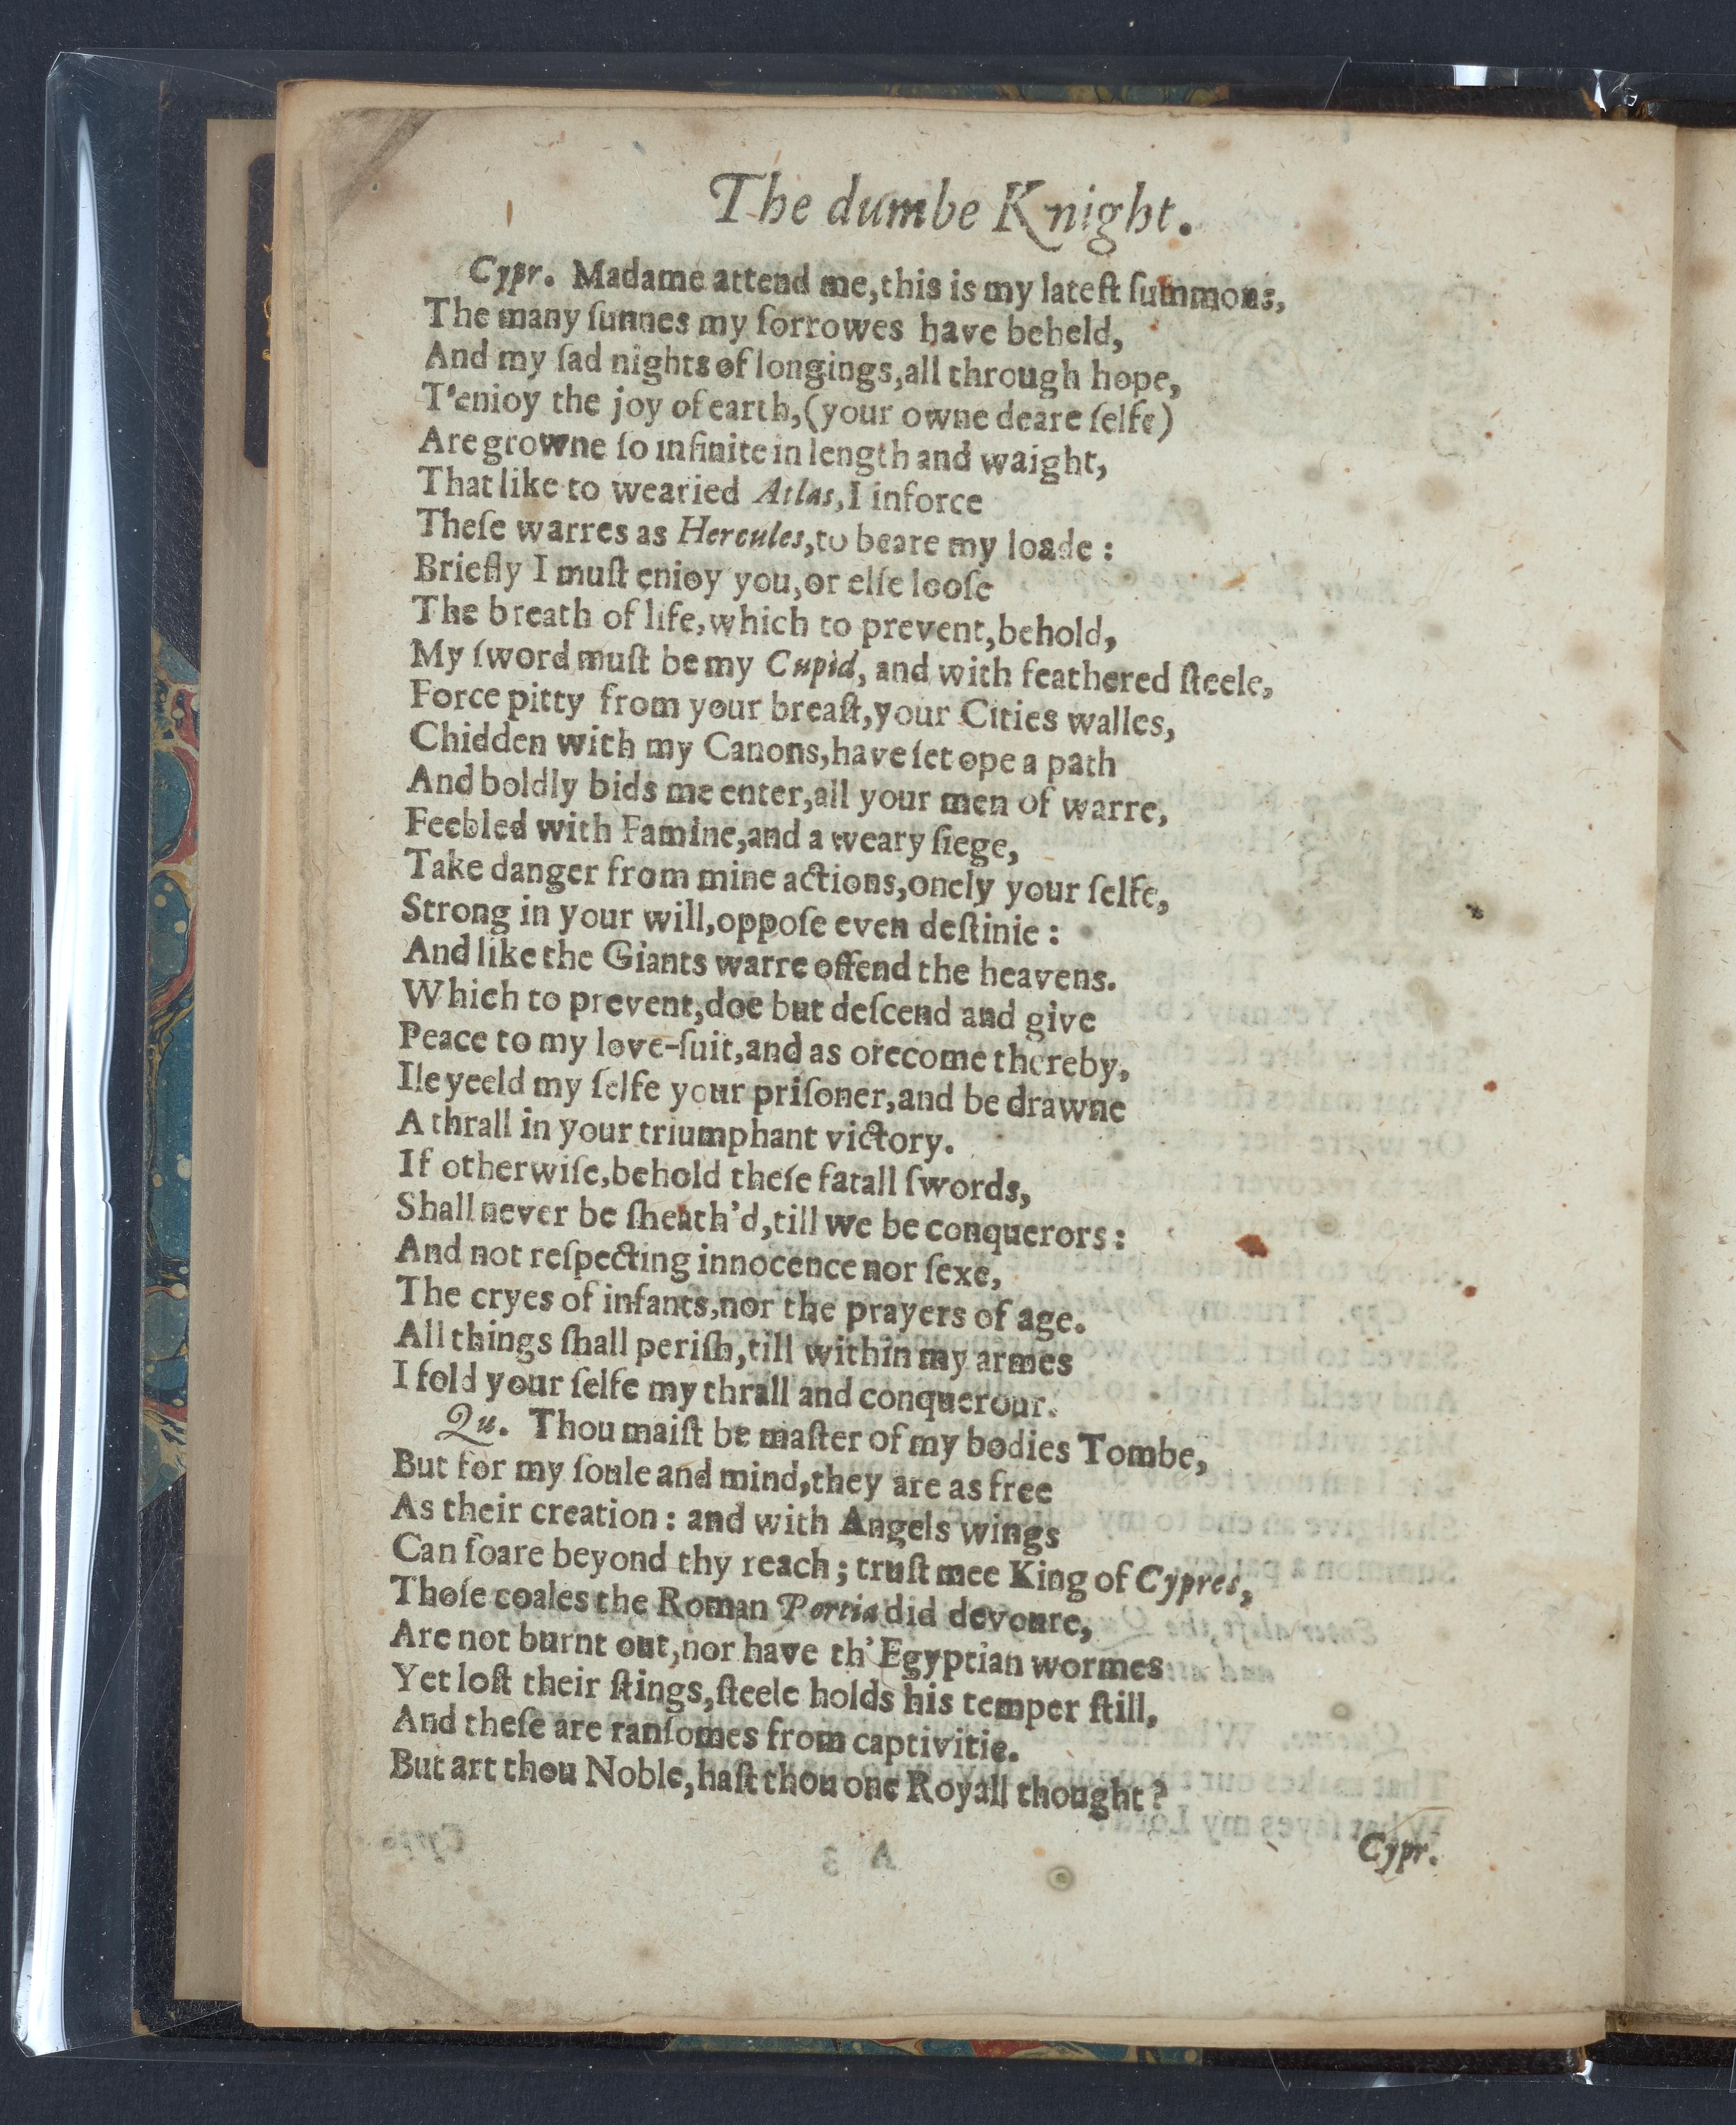 The dumbe Knight.
Cypr. Madame attend me,this is my lateſt ſummons,
The many ſunnes my ſorrowes have beheld,
And my ſad nights of longings,all through hope,
T'enioy the joy of earth,(your owne deare ſelfe)
Are growne ſo infinite in length and waight,
That like to wearied Atlas,I inforce
Theſe warres as Hercules,to beare my loade :
Briefly I muſt enioy you,or elſe looſe
The breath of life,which to prevent,behold,
My ſword muſt be my Cupid, and with feathered ſteele,
Force pitty from your breaſt,your Cities walles,
Chidden with my Canons,have ſet ope a path
And boldly bids me enter,all your men of warre,
Feebled with Famine,and a weary ſiege,
Take danger from mine actions,onely your ſelfe,
Strong in your will,oppoſe even deſtinie :
And like the Giants warre offend the heavens.
Which to prevent,doe but deſcend and give
Peace to my love-ſuit,and as orecome thereby,
Ile yeeld my ſelfe your priſoner,and be drawne
A thrall in your triumphant victory.
If otherwiſe,behold theſe fatall ſwords,
Shall never be ſheath'd,till we be conquerors :
And not reſpecting innocence nor ſexe,
The cryes of infants,nor the prayers of age.
All things ſhall periſh,till within my armes
I fold your ſelfe my thrall and conquerour.
Qu. Thou maiſt be maſter of my bodies Tombe,
But for my ſoule and mind,they are as free
As their creation : and with Angels wings
Can ſoare beyond thy reach ; truſt mee King of Cypres,
Thoſe coales the Roman Portia did devoure,
Are not burnt out,nor have th' Egyptian wormes
Yet loſt their ſtings,ſteele holds his temper ſtill,
And theſe are ranſomes from captivitie.
But art thou Noble,haſt thou one Royall thought ?
Cypr.